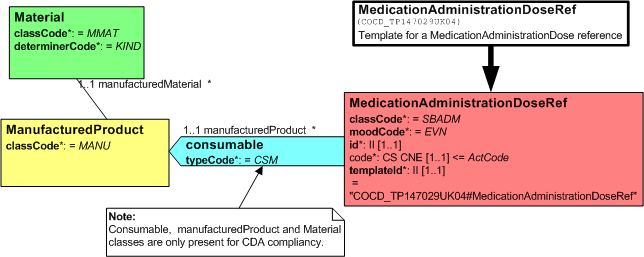 Material
classCode*: = MMAT
determinerCode*: = KIND
1..1 manufacturedMaterial *
ManufacturedProduct
classCode*: = MANU
1..1 manufacturedProduct *
consumable
typeCode*: = CSM
Note:
Consumable, manufacturedProduct and Material
classes are only present for CDA compliancy.
MedicationAdministrationDoseRef
(COCD_TP147029UK04)
Template for a MedicationAdministrationDose reference
MedicationAdministrationDoseRef
classCode*: = SBADM
moodCode*: = EVN
id*: II [1..1]
code*: CS CNE [1..1] <= ActCode
templateId*: II [1..1]
=
"COCD_TP147029UK04#MedicationAdministrationDoseRef"